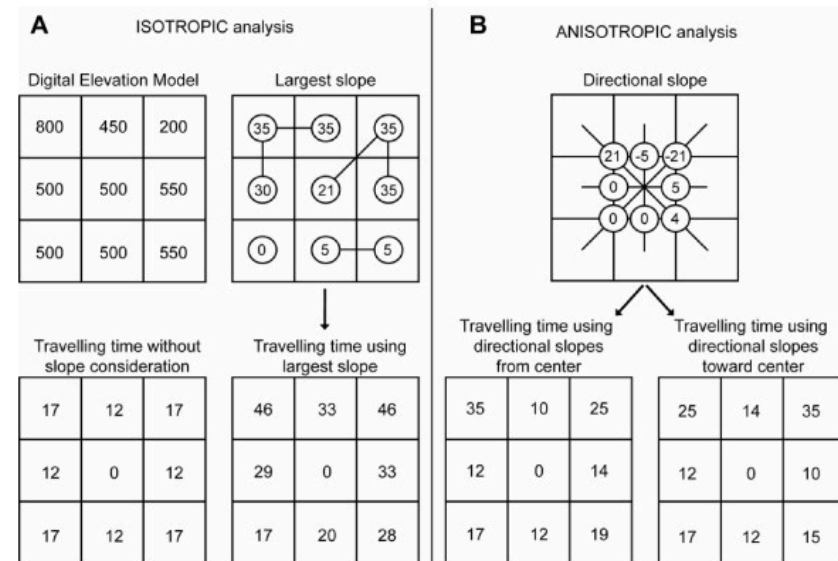 A
ISOTROPIC analysis
Digital Elevation Model
800 450 200
500 500 550
500 500 550
Largest slope
35 35 35
30 21 35
0 5 5
Travelling time without
slope consideration
17 12 17
12 0 12
17 12 17
Travelling time using
largest slope
46 33 46
29 0 33
17 20 28
B
ANISOTROPIC analysis
Directional slope
21 -5 -21
0 5
0 0 4
Travelling time using
directional slopes
from center
35 10 25
12 0 14
17 12 19
Travelling time using
directional slopes
toward center
25 14 35
12 0 10
17 12 15